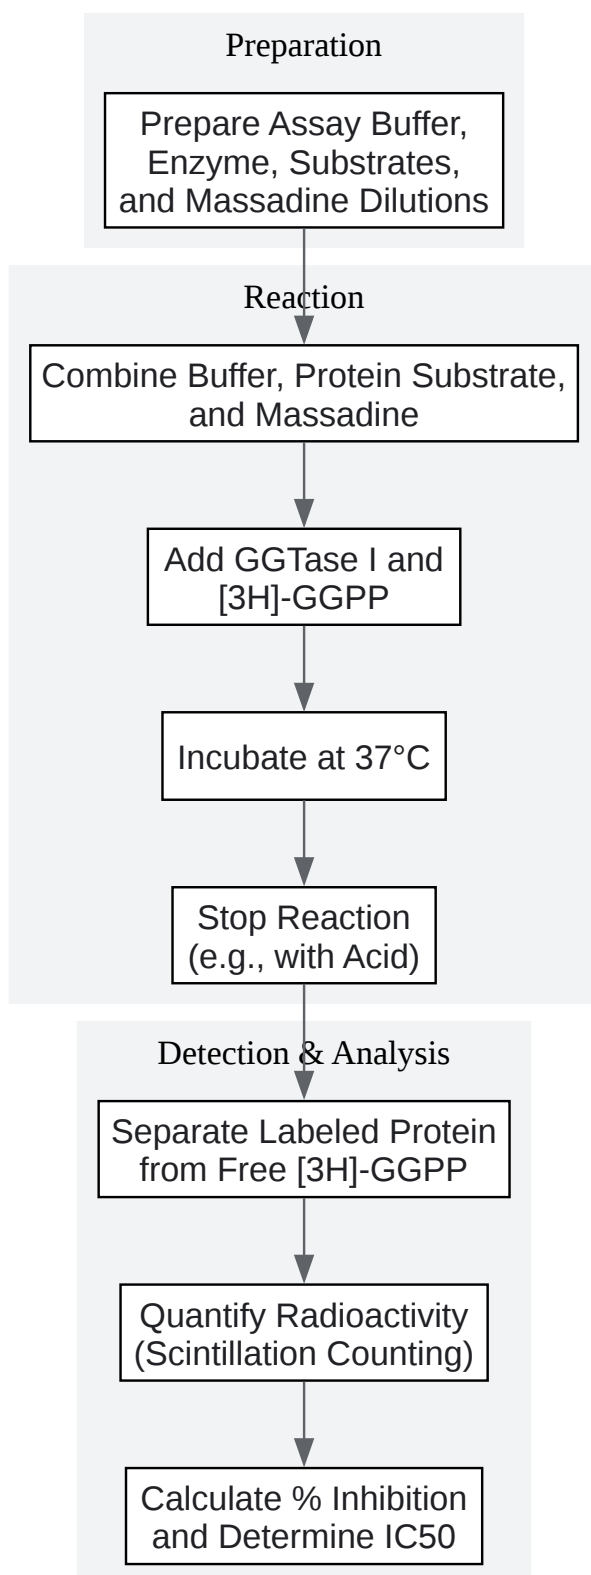 Preparation
Prepare Assay Buffer,
Enzyme, Substrates,
and Massadine Dilutions
Reaction
Combine Buffer, Protein Substrate,
and Massadine
Add GGTase I and
[3H]-GGPP
Incubate at 37°C
Stop Reaction
(e.g., with Acid)
Detection & Analysis
Separate Labeled Protein
from Free [3H]-GGPP
Quantify Radioactivity
(Scintillation Counting)
Calculate % Inhibition
and Determine IC50